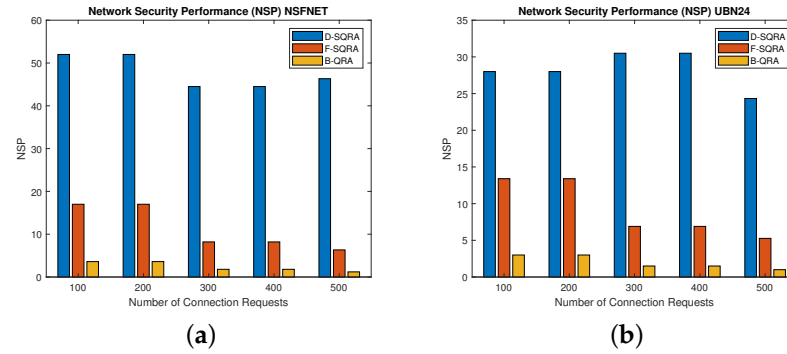 Network Security Performance (NSP) NSFNET
60
50
40
30
20
10
0
NSP
D-SQRA
F-SQRA
B-QRA
100 200 300 400 500
Number of Connection Requests
(a)
Network Security Performance (NSP) UBN24
35
30
25
20
15
10
5
0
NSP
D-SQRA
F-SQRA
B-QRA
100 200 300 400 500
Number of Connection Requests
(b)